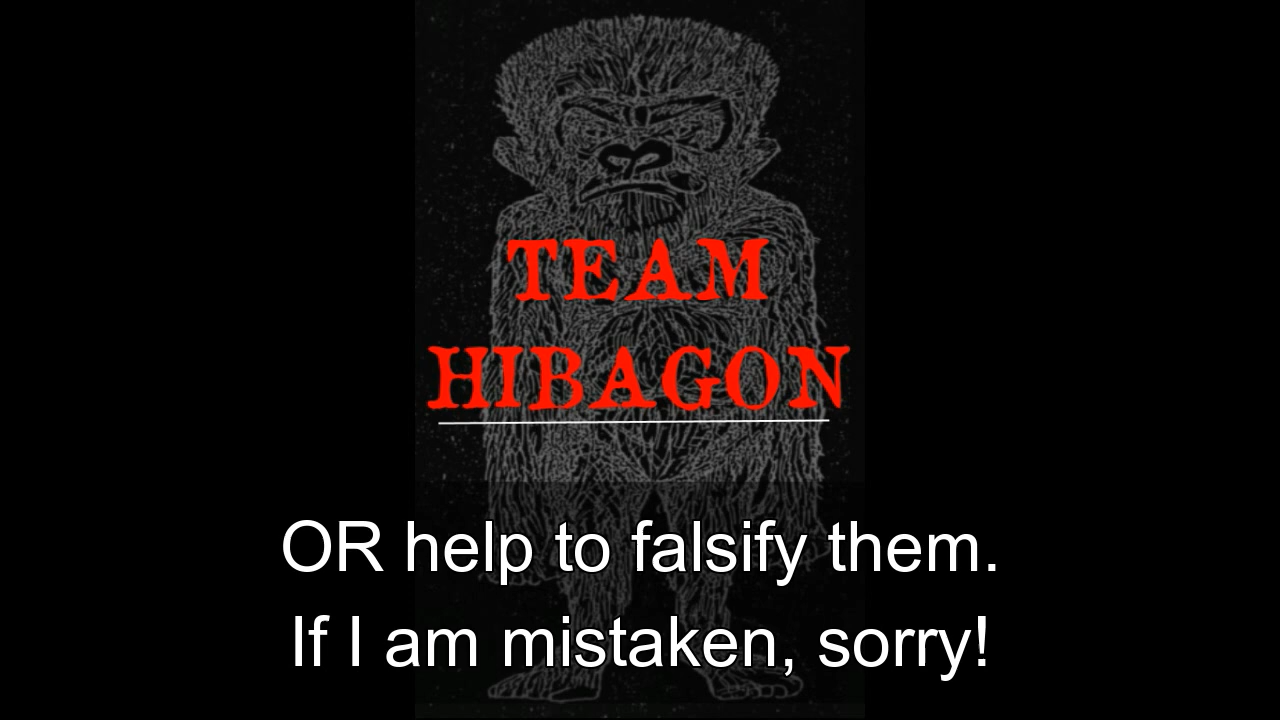 TEAM
HIBAGON
OR help to falsify them.
If I am mistaken, sorry!